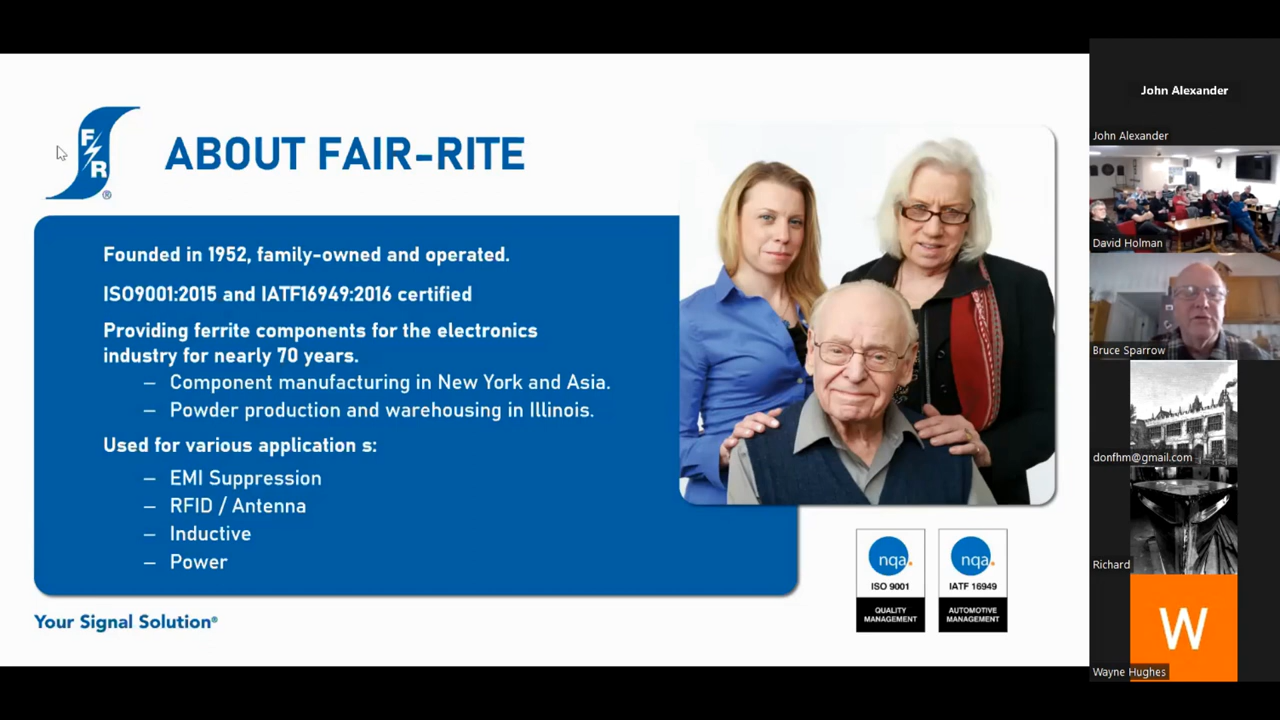 F
R
®
ABOUT FAIR-RITE
Founded in 1952, family-owned and operated.
ISO9001:2015 and IATF16949:2016 certified
Providing ferrite components for the electronics
industry for nearly 70 years.
– Component manufacturing in New York and Asia.
– Powder production and warehousing in Illinois.
Used for various application s:
– EMI Suppression
– RFID / Antenna
– Inductive
– Power
Your Signal Solution®
nqa.
ISO 9001
QUALITY
MANAGEMENT
nqa.
IATF 16949
AUTOMOTIVE
MANAGEMENT
John Alexander
John Alexander
David Holman
Bruce Sparrow
donfhm@gmail.com
Richard
W
Wayne Hughes